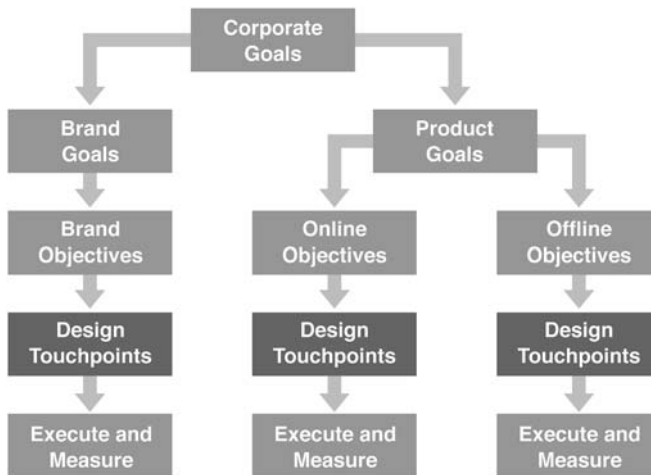 Corporate
Goals
Brand
Goals
Product
Goals
Brand
Objectives
Online
Objectives
Offline
Objectives
Design
Touchpoints
Design
Touchpoints
Design
Touchpoints
Execute and
Measure
Execute and
Measure
Execute and
Measure